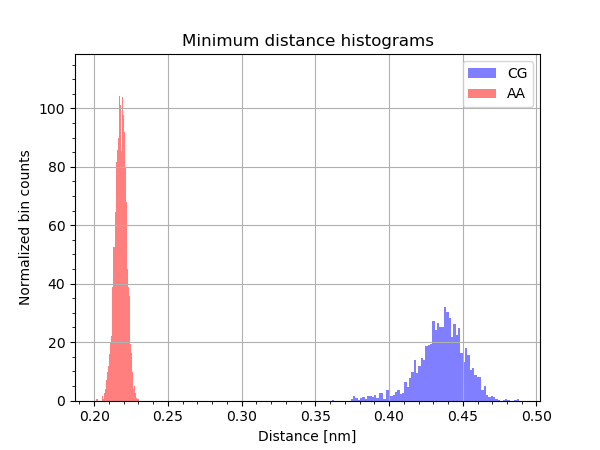 Minimum distance histograms
CG
AA
Normalized bin counts
100
80
60
40
20
0
0.20 0.25 0.30 0.35 0.40 0.45 0.50
Distance [nm]